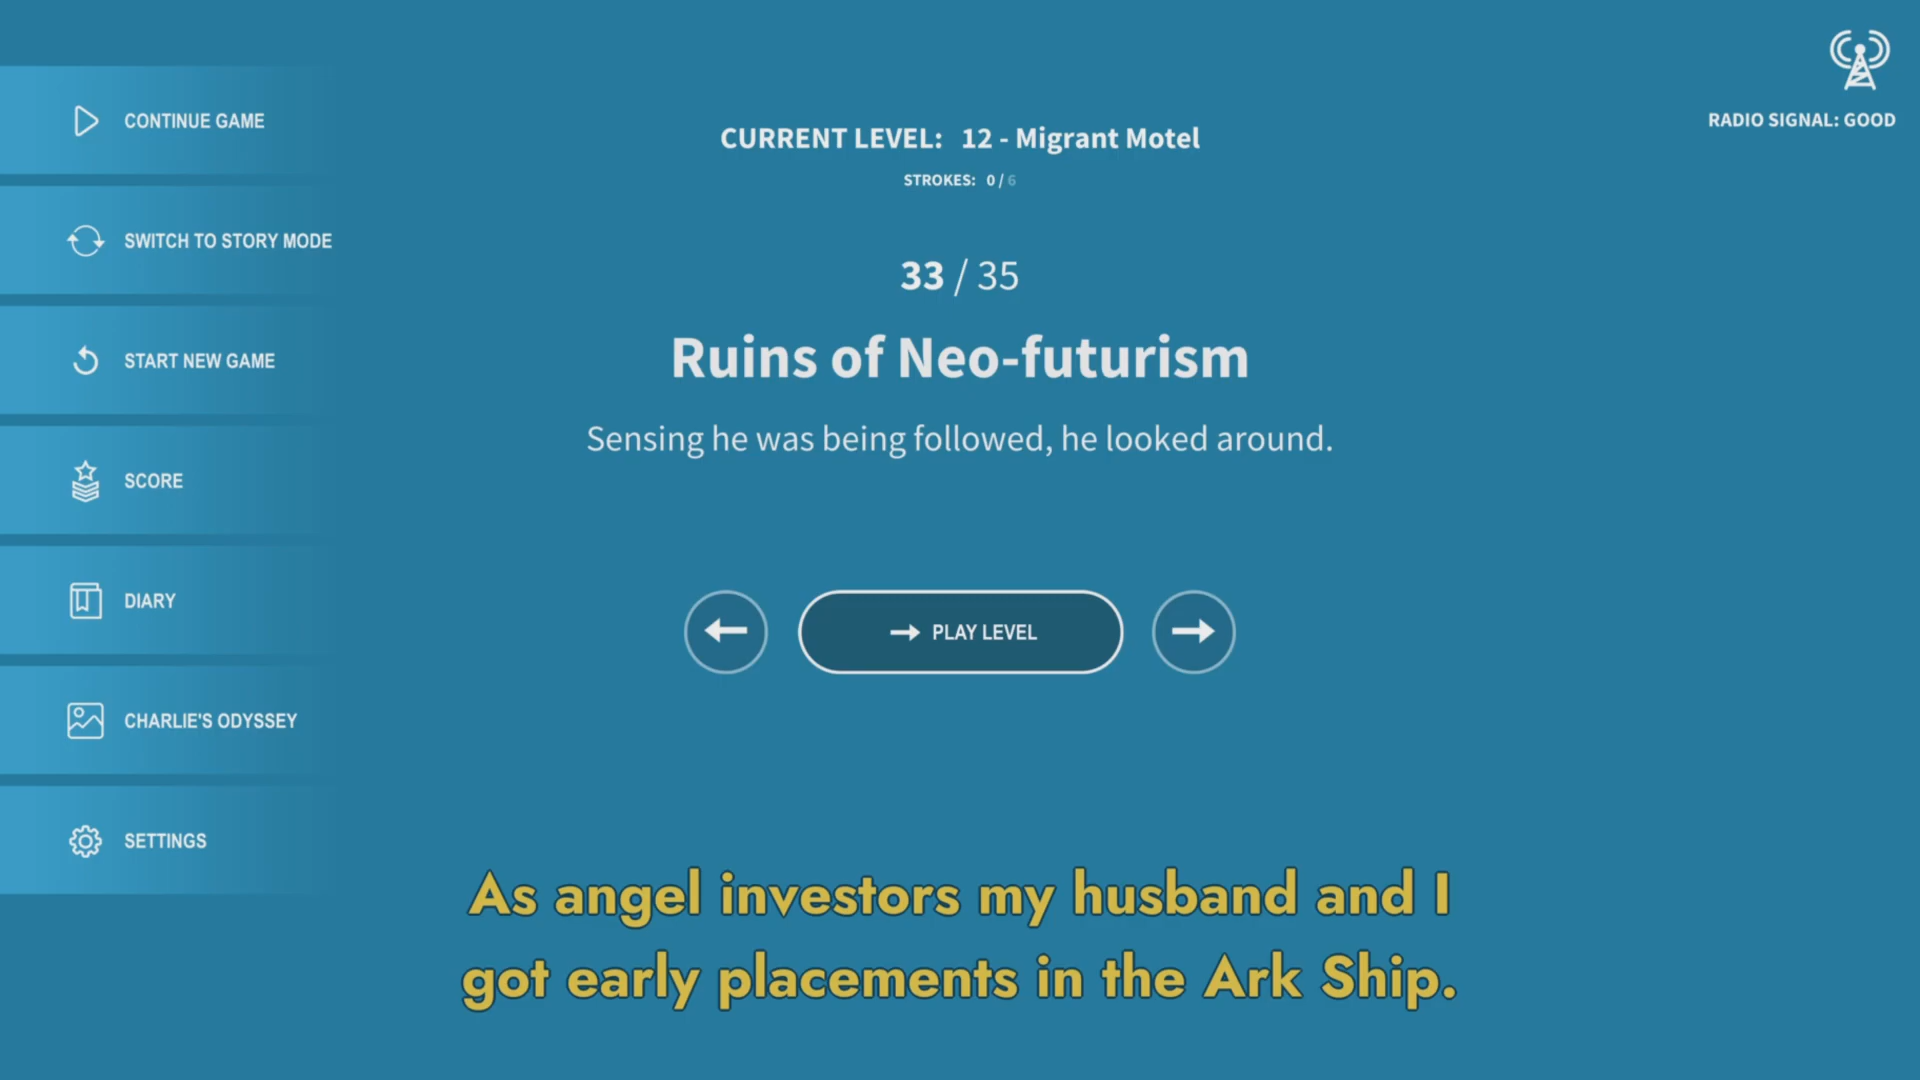 CONTINUE GAME
SWITCH TO STORY MODE
START NEW GAME
SCORE
DIARY
CHARLIE'S ODYSSEY
SETTINGS
RADIO SIGNAL: GOOD
CURRENT LEVEL: 12 - Migrant Motel
STROKES: 0 / 6
33 / 35
Ruins of Neo-futurism
Sensing he was being followed, he looked around.
PLAY LEVEL
As angel investors my husband and I
got early placements in the Ark Ship.